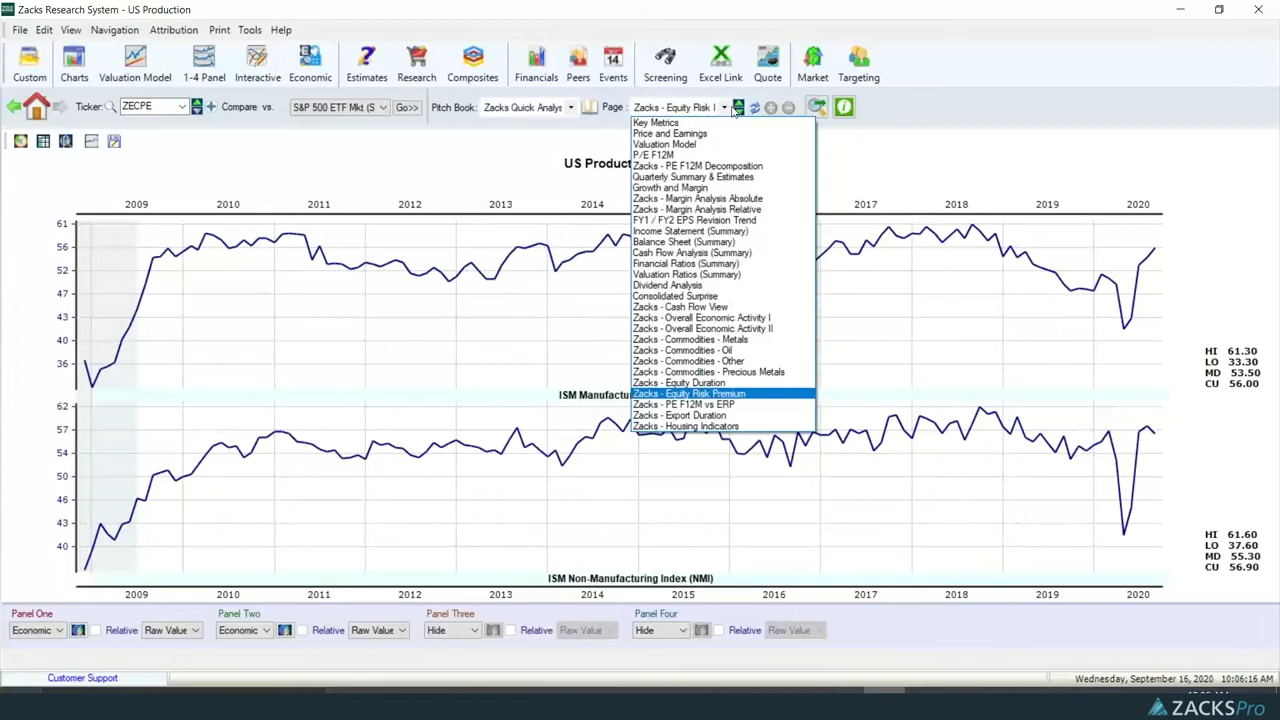 Zacks Research System - US Production
File Edit View Navigation Attribution Print Tools Help
Custom Charts Valuation Model 1-4 Panel Interactive Economic Estimates Research Composites Financials Peers Events Screening Excel Link Quote Market Targeting
Ticker: ZECPE Compare vs. S&P 500 ETF Mkt (S Go>> Pitch Book: Zacks Quick Analys Page : Zacks - Equity Risk I
Key Metrics
Price and Earnings
Valuation Model
P/E F12M
Zacks - PE F12M Decomposition
Quarterly Summary & Estimates
Growth and Margin
Zacks - Margin Analysis Absolute
Zacks - Margin Analysis Relative
FY1 / FY2 EPS Revision Trend
Income Statement (Summary)
Balance Sheet (Summary)
Cash Flow Analysis (Summary)
Financial Ratios (Summary)
Valuation Ratios (Summary)
Dividend Analysis
Consolidated Surprise
Zacks - Cash Flow View
Zacks - Overall Economic Activity I
Zacks - Overall Economic Activity II
Zacks - Commodities - Metals
Zacks - Commodities - Oil
Zacks - Commodities - Other
Zacks - Commodities - Precious Metals
Zacks - Equity Duration
Zacks - Equity Risk Premium
Zacks - PE F12M vs ERP
Zacks - Export Duration
Zacks - Housing Indicators
US Produc
2009 2010 2011 2012 2013 2014 2017 2018 2019 2020
61
56
52
47
43
40
36
HI 61.30
LO 33.30
MD 53.50
CU 56.00
ISM Manufactu
62
57
54
50
46
43
40
HI 61.60
LO 37.60
MD 55.30
CU 56.90
ISM Non-Manufacturing Index (NMI)
2009 2010 2011 2012 2013 2014 2015 2016 2017 2018 2019 2020
Panel One Panel Two Panel Three Panel Four
Economic Relative Raw Value Economic Relative Raw Value Hide Relative Raw Value Hide Relative Raw Value
Customer Support Wednesday, September 16, 2020 10:06:16 AM
ZACKSPro